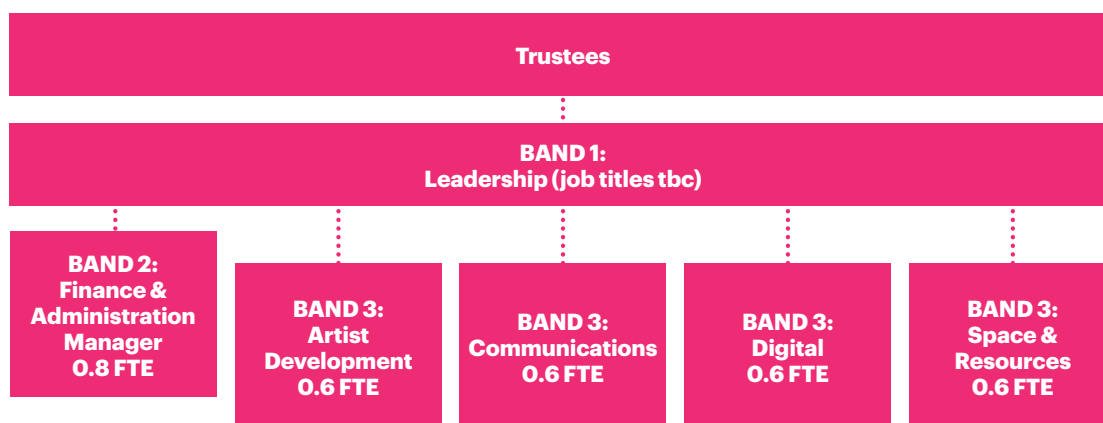 Trustees
BAND 1:
Leadership (job titles tbc)
BAND 2:
Finance &
Administration
Manager
0.8 FTE
BAND 3:
Artist
Development
0.6 FTE
BAND 3:
Communications
0.6 FTE
BAND 3:
Digital
0.6 FTE
BAND 3:
Space &
Resources
0.6 FTE